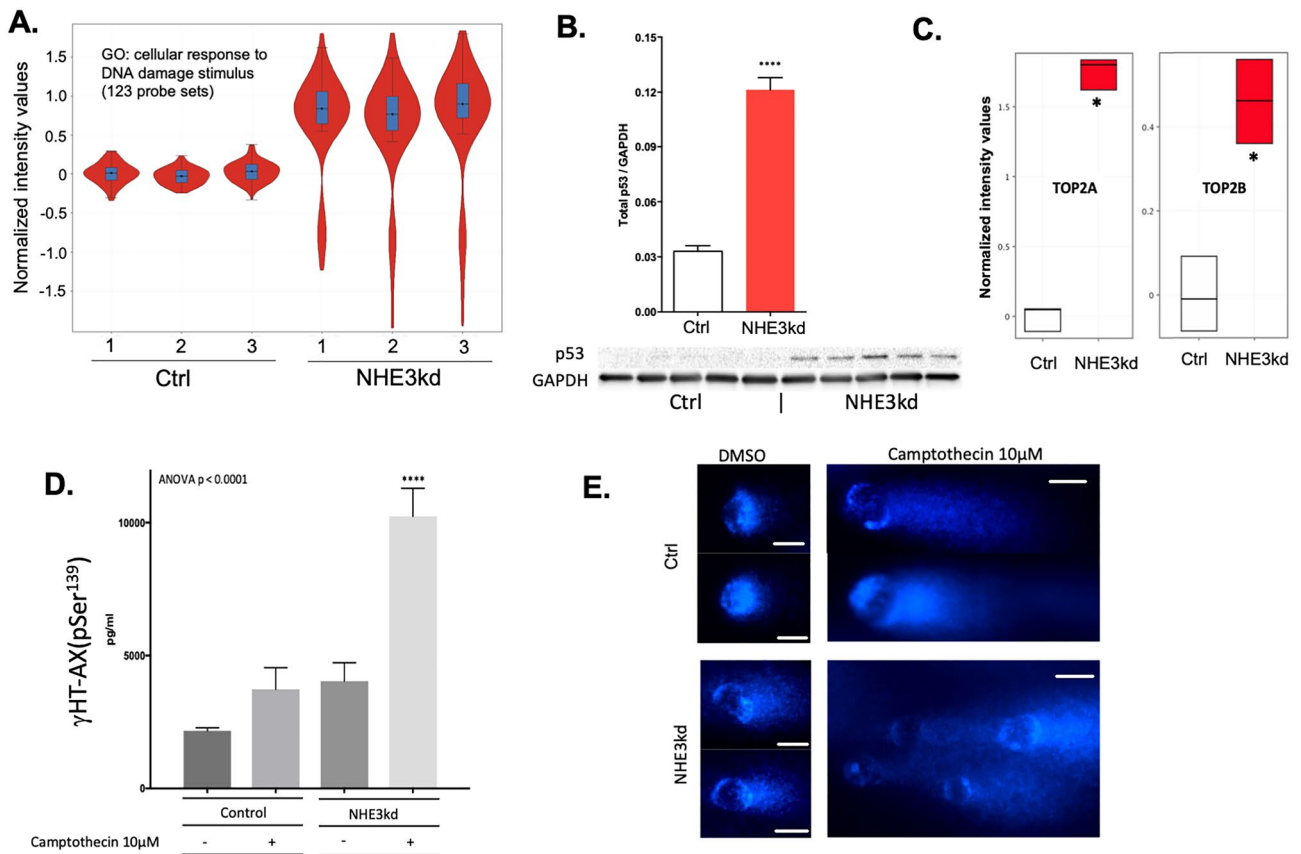 A.
GO: cellular response to
DNA damage stimulus
(123 probe sets)
Normalized intensity values
1.5
1.0
0.5
0
-0.5
-1.0
-1.5
1 2 3 1 2 3
Ctrl NHE3kd
B.
Total p53 / GAPDH
0.15
0.12
0.09
0.06
0.03
0.00
****
Ctrl NHE3kd
p53
GAPDH
Ctrl | NHE3kd
C.
Normalized intensity values
1.5
1
0.5
0
*
TOP2A
Ctrl NHE3kd
0.4
0.2
0
*
TOP2B
Ctrl NHE3kd
D.
ANOVA p < 0.0001
****
γHT-AX(pSer139)
pg/ml
10000
5000
0
Control NHE3kd
Camptothecin 10µM - + - +
E.
DMSO Camptothecin 10µM
Ctrl
NHE3kd